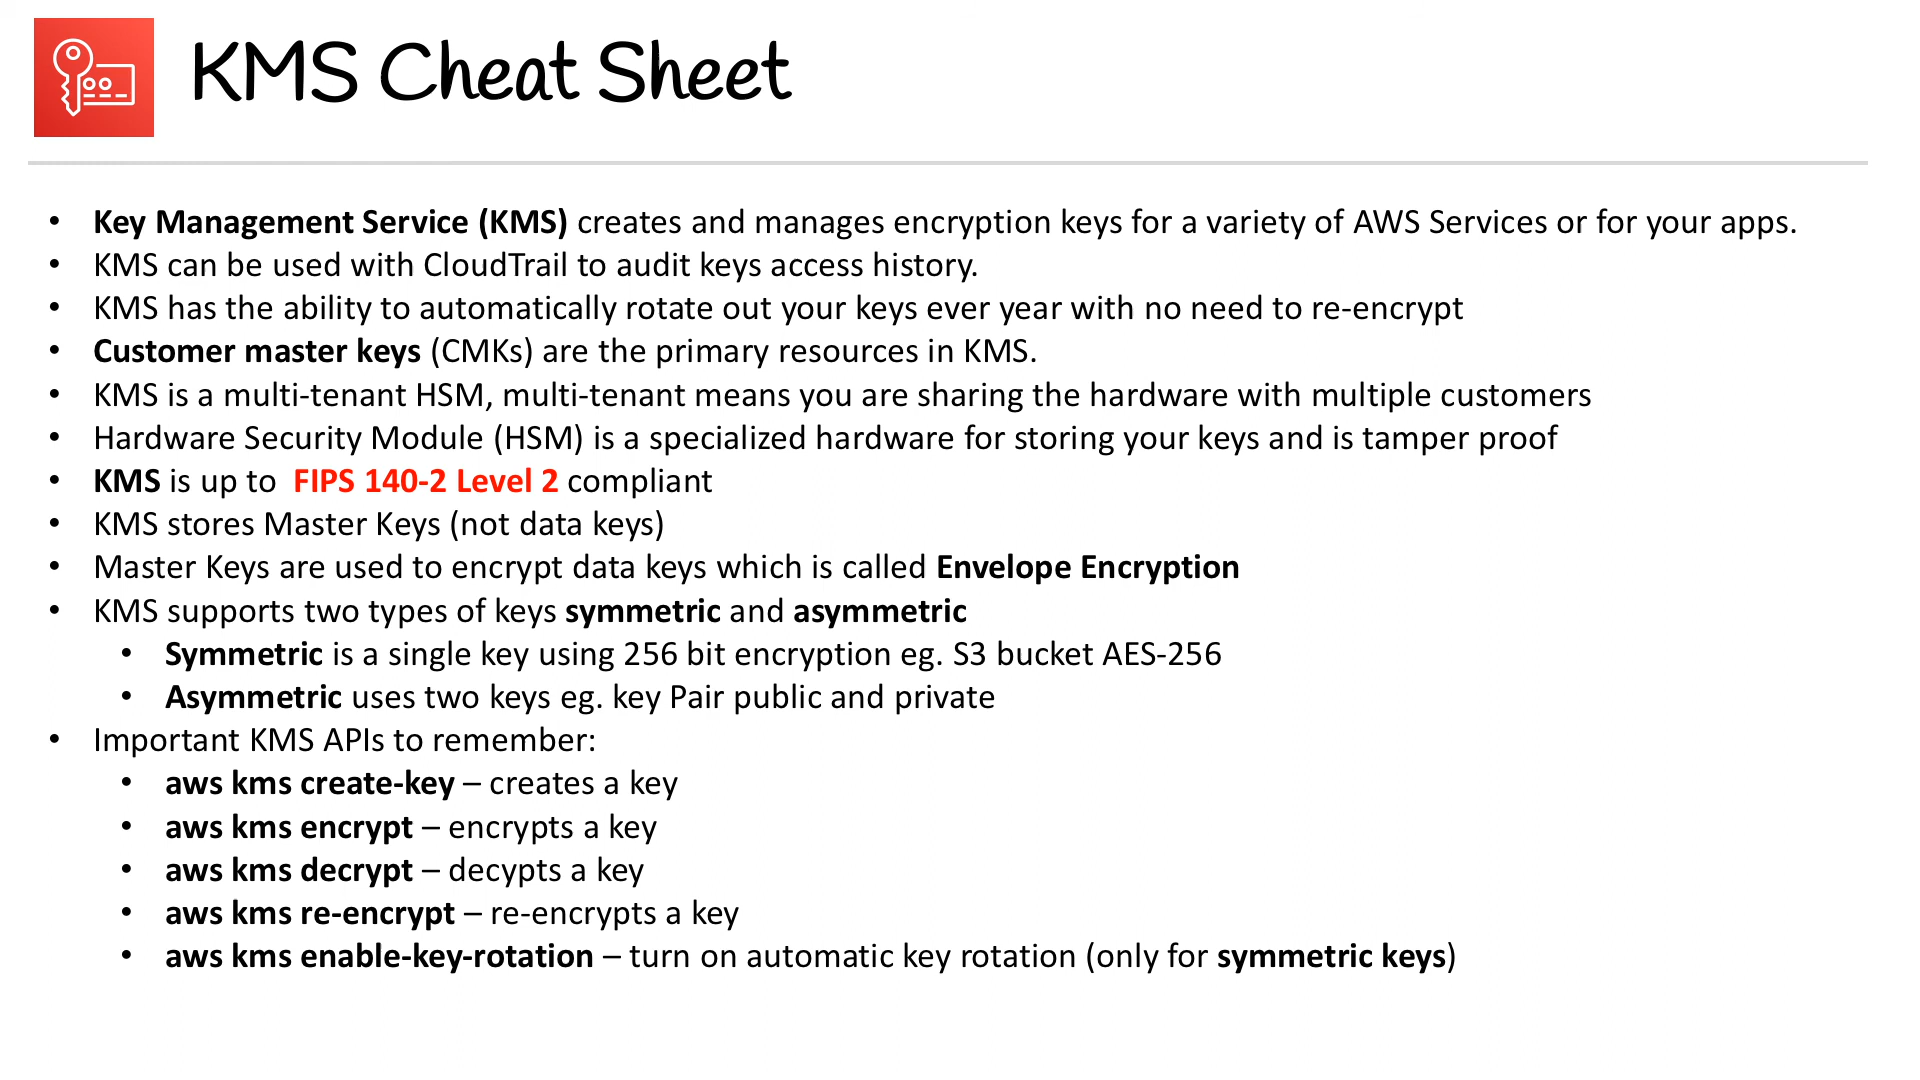 KMS Cheat Sheet
• Key Management Service (KMS) creates and manages encryption keys for a variety of AWS Services or for your apps.
• KMS can be used with CloudTrail to audit keys access history.
• KMS has the ability to automatically rotate out your keys ever year with no need to re-encrypt
• Customer master keys (CMKs) are the primary resources in KMS.
• KMS is a multi-tenant HSM, multi-tenant means you are sharing the hardware with multiple customers
• Hardware Security Module (HSM) is a specialized hardware for storing your keys and is tamper proof
• KMS is up to FIPS 140-2 Level 2 compliant
• KMS stores Master Keys (not data keys)
• Master Keys are used to encrypt data keys which is called Envelope Encryption
• KMS supports two types of keys symmetric and asymmetric
• Symmetric is a single key using 256 bit encryption eg. S3 bucket AES-256
• Asymmetric uses two keys eg. key Pair public and private
• Important KMS APIs to remember:
• aws kms create-key – creates a key
• aws kms encrypt – encrypts a key
• aws kms decrypt – decypts a key
• aws kms re-encrypt – re-encrypts a key
• aws kms enable-key-rotation – turn on automatic key rotation (only for symmetric keys)